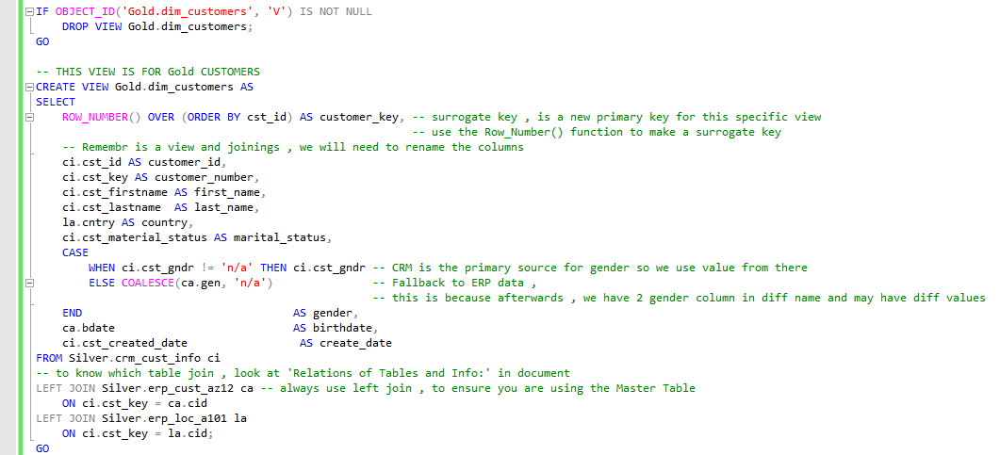 IF OBJECT_ID('Gold.dim_customers', 'V') IS NOT NULL
DROP VIEW Gold.dim_customers;
GO
-- THIS VIEW IS FOR Gold CUSTOMERS
CREATE VIEW Gold.dim_customers AS
SELECT
ROW_NUMBER() OVER (ORDER BY cst_id) AS customer_key, -- surrogate key , is a new primary key for this specific view
-- use the Row_Number() function to make a surrogate key
-- Remembr is a view and joinings , we will need to rename the columns
ci.cst_id AS customer_id,
ci.cst_key AS customer_number,
ci.cst_firstname AS first_name,
ci.cst_lastname  AS last_name,
la.cntry AS country,
ci.cst_material_status AS marital_status,
CASE
WHEN ci.cst_gndr != 'n/a' THEN ci.cst_gndr -- CRM is the primary source for gender so we use value from there
ELSE COALESCE(ca.gen, 'n/a') -- Fallback to ERP data ,
-- this is because afterwards , we have 2 gender column in diff name and may have diff values
END AS gender,
ca.bdate AS birthdate,
ci.cst_created_date AS create_date
FROM Silver.crm_cust_info ci
-- to know which table join , look at 'Relations of Tables and Info:' in document
LEFT JOIN Silver.erp_cust_az12 ca -- always use left join , to ensure you are using the Master Table
ON ci.cst_key = ca.cid
LEFT JOIN Silver.erp_loc_a101 la
ON ci.cst_key = la.cid;
GO